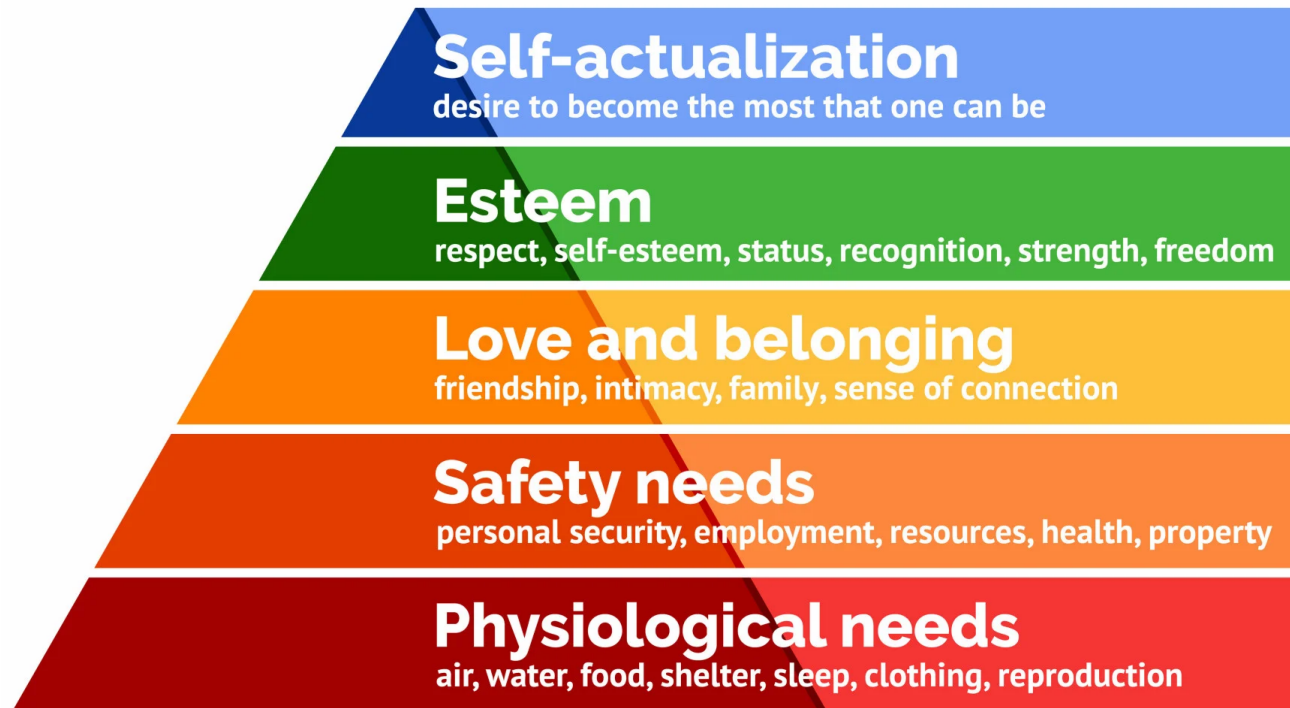 Self-actualization
desire to become the most that one can be
Esteem
respect, self-esteem, status, recognition, strength, freedom
Love and belonging
friendship, intimacy, family, sense of connection
Safety needs
personal security, employment, resources, health, property
Physiological needs
air, water, food, shelter, sleep, clothing, reproduction